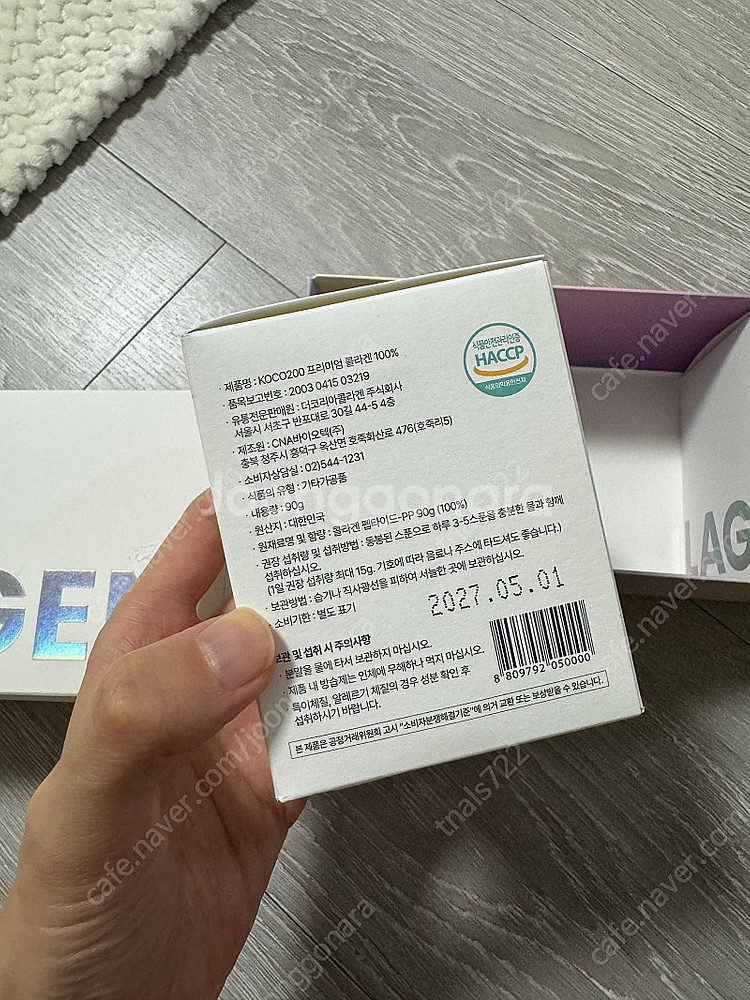 · 제품명 : KOCO200 프리미엄 콜라겐 100%
· 품목보고번호 : 2003 0415 03219
· 유통전문판매원 : 더코리아콜라겐 주식회사
서울시 서초구 반포대로 30길 44-5 4층
· 제조원 : CNA바이오텍(주)
충북 청주시 흥덕구 옥산면 호죽화산로 476(호죽리5)
· 소비자상담실 : 02)544-1231
· 식품의 유형 : 기타가공품
· 내용량 : 90g
· 원산지 : 대한민국
· 원재료명 및 함량 : 콜라겐 펩타이드-PP 90g (100%)
· 권장 섭취량 및 섭취방법 : 동봉된 스푼으로 하루 3-5스푼을 충분한 물과 함께
섭취하십시오.
(1일 권장 섭취량 최대 15g. 기호에 따라 음료나 주스에 타드셔도 좋습니다.)
· 보관방법 : 습기나 직사광선을 피하여 서늘한 곳에 보관하십시오.
· 소비기한 : 별도 표기
2027.05.01
보관 및 섭취 시 주의사항
· 분말을 물에 타서 보관하지 마십시오.
· 제품 내 방습제는 인체에 무해하나 먹지 마십시오.
· 특이체질, 알레르기 체질의 경우 성분 확인 후
섭취하시기 바랍니다.
8 809792 050000
본 제품은 공정거래위원회 고시 "소비자분쟁해결기준"에 의거 교환 또는 보상받을 수 있습니다.
식품안전관리인증
HACCP
식품의약품안전처
GEN
LAG
Joonggonara
cafe.naver.com/joonggonara
tnals722
cafe.naver.